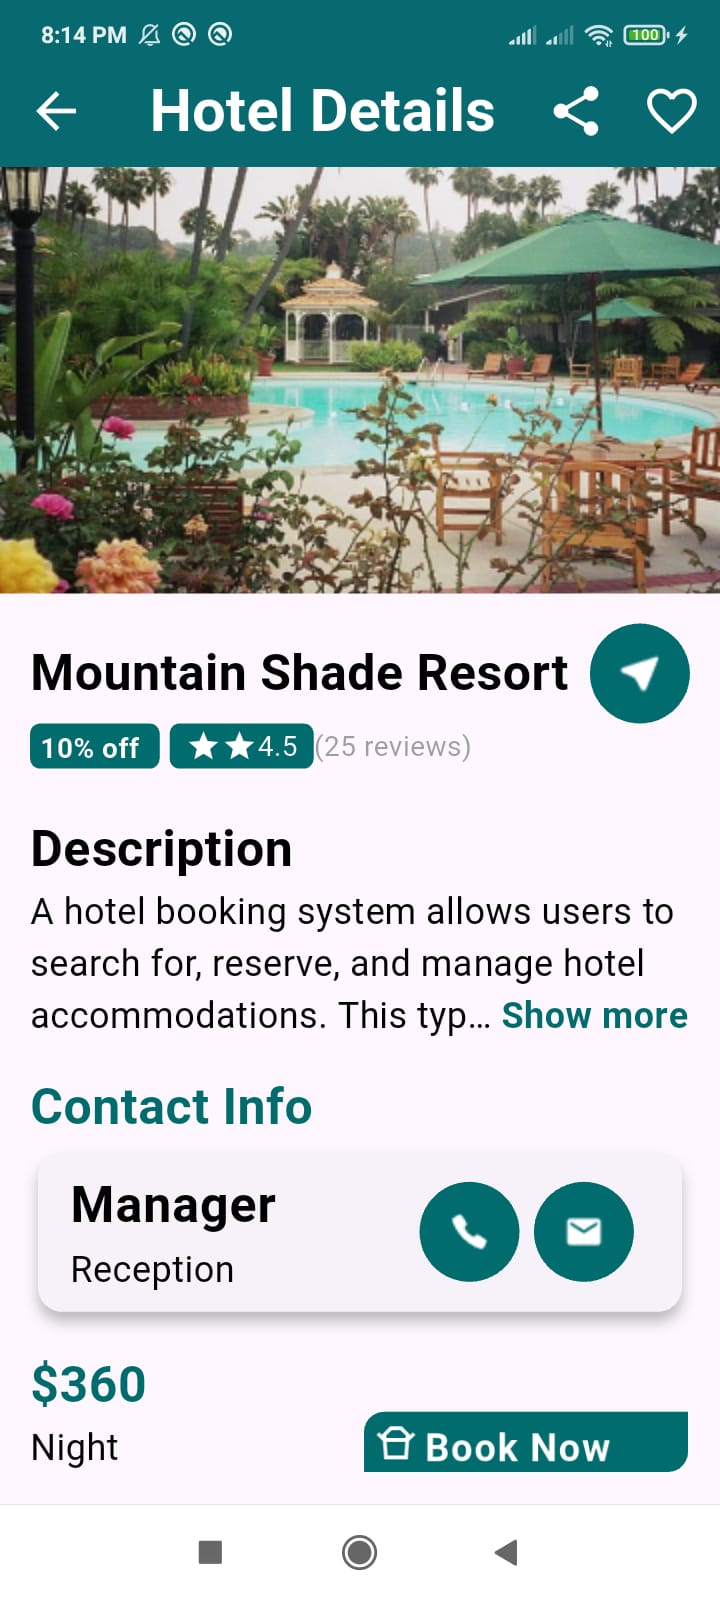 8:14 PM
100
Hotel Details
Mountain Shade Resort
10% off
4.5 (25 reviews)
Description
A hotel booking system allows users to
search for, reserve, and manage hotel
accommodations. This typ... Show more
Contact Info
Manager
Reception
$360
Night
Book Now